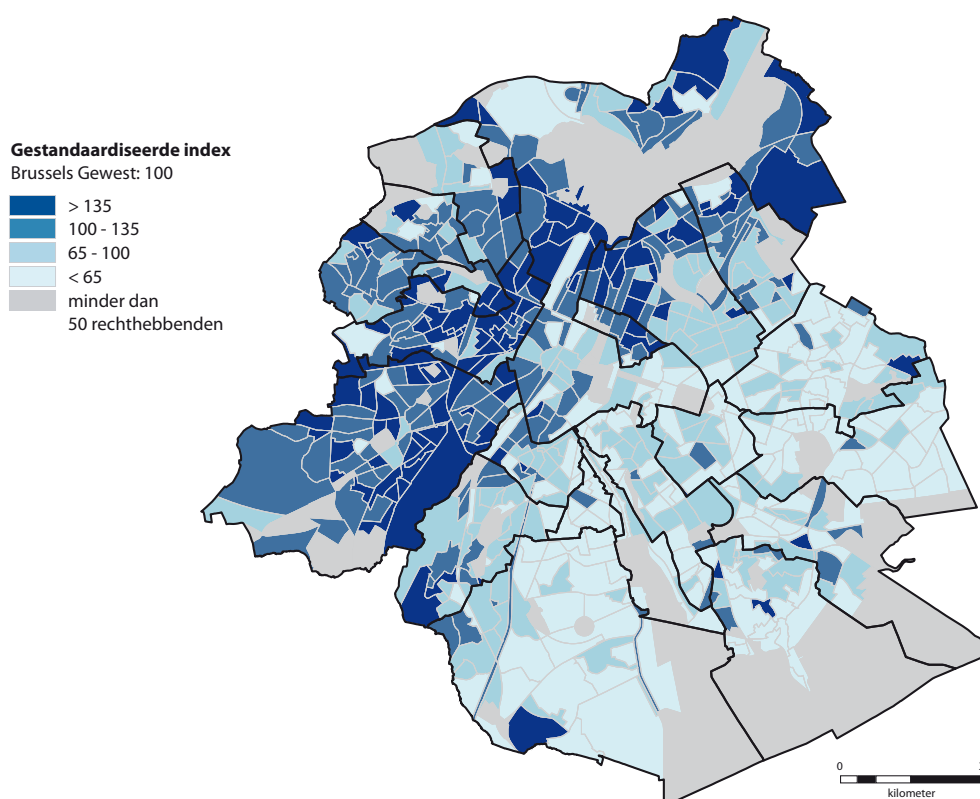 Gestandaardiseerde index
Brussels Gewest: 100
> 135
100 - 135
65 - 100
< 65
minder dan
50 rechthebbenden
0
kilometer